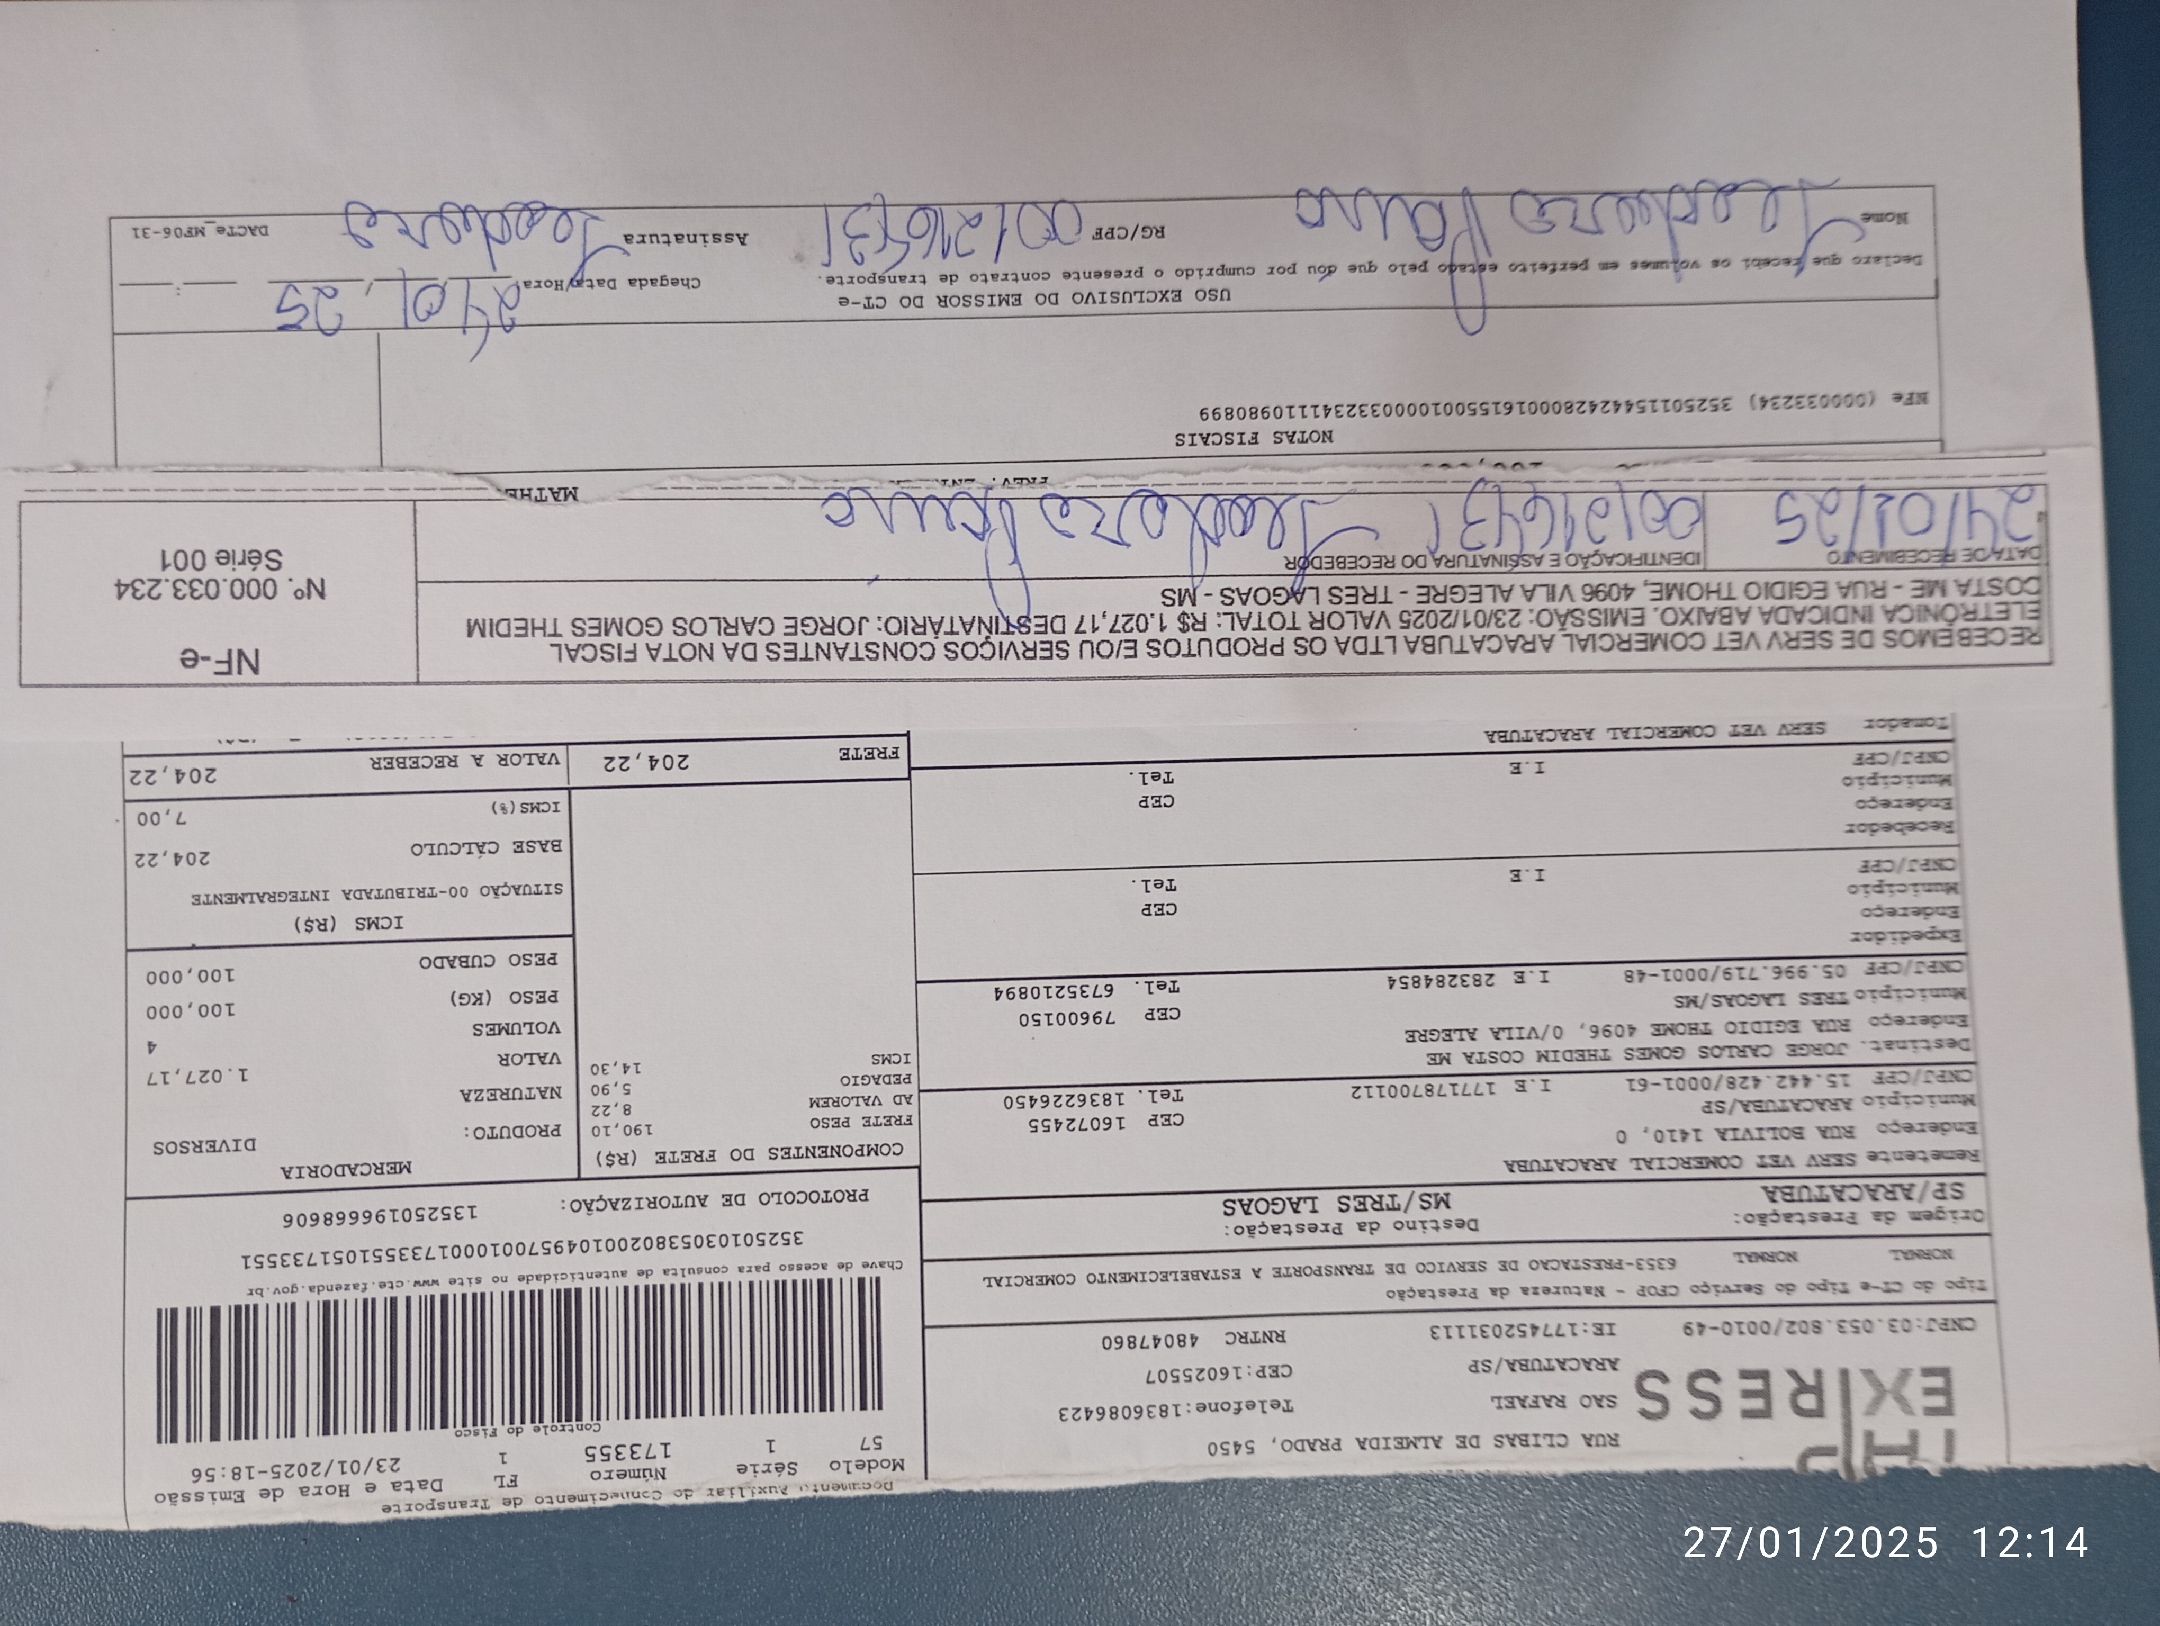 Documento Auxiliar do Conhecimento de Transporte
Modelo Série Número FL Data e Hora de Emissão
57 1 173355 1 23/01/2025-18:56
Controle do Fisco
EXPRESS
RUA CLIBAS DE ALMEIDA PRADO, 5450
SAO RAFAEL Telefone:1836086423
ARACATUBA/SP CEP:16025507
CNPJ:03.053.802/0010-49 IE:177452031113 RNTRC 48047860
Chave de acesso para consulta de autenticidade no site www.cte.fazenda.gov.br
35250103053802001049570010001733551051733551
PROTOCOLO DE AUTORIZAÇÃO: 135250196668606
Tipo do CT-e Tipo do Serviço CFOP - Natureza da Prestação
NORMAL NORMAL 6353-PRESTACAO DE SERVICO DE TRANSPORTE A ESTABELECIMENTO COMERCIAL
Origem da Prestação: Destino da Prestação:
SP/ARACATUBA MS/TRES LAGOAS
Remetente SERV VET COMERCIAL ARACATUBA
Endereço RUA BOLIVIA 1410, 0
Município ARACATUBA/SP CEP 16072455
CNPJ/CPF 15.442.428/0001-61 I.E 177178700112 Tel. 1836226450
Destinat. JORGE CARLOS GOMES THEDIM COSTA ME
Endereço RUA EGIDIO THOME 4096, 0/VILA ALEGRE
Município TRES LAGOAS/MS CEP 79600150
CNPJ/CPF 05.996.719/0001-48 I.E 283284854 Tel. 6735210894
Expedidor
Endereço
Município CEP
CNPJ/CPF I.E Tel.
Recebedor
Endereço
Município CEP
CNPJ/CPF I.E Tel.
Tomador SERV VET COMERCIAL ARACATUBA
COMPONENTES DO FRETE (R$)
FRETE PESO 190,10
AD VALOREM 8,22
PEDAGIO 5,90
ICMS 14,30
FRETE 204,22
MERCADORIA
PRODUTO: DIVERSOS
NATUREZA
VALOR 1.027,17
VOLUMES 4
PESO (KG) 100,000
PESO CUBADO 100,000
ICMS (R$)
SITUAÇÃO 00-TRIBUTADA INTEGRALMENTE
BASE CÁLCULO 204,22
ICMS(%) 7,00
VALOR A RECEBER 204,22
RECEBEMOS DE SERV VET COMERCIAL ARACATUBA LTDA OS PRODUTOS E/OU SERVIÇOS CONSTANTES DA NOTA FISCAL
ELETRÔNICA INDICADA ABAIXO. EMISSÃO: 23/01/2025 VALOR TOTAL: R$ 1.027,17 DESTINATÁRIO: JORGE CARLOS GOMES THEDIM
COSTA ME - RUA EGIDIO THOME, 4096 VILA ALEGRE - TRES LAGOAS - MS
NF-e
Nº. 000.033.234
Série 001
DATA DE RECEBIMENTO IDENTIFICAÇÃO E ASSINATURA DO RECEBEDOR
24/01/25 001216431
PREV. MATHE
NOTAS FISCAIS
NFe (000033234) 35250115442428000161550010000332341110980899
USO EXCLUSIVO DO EMISSOR DO CT-e
Declaro que recebi os volumes em perfeito estado pelo que dou por cumprido o presente contrato de transporte.
Chegada Data/Hora 24 01 25
Nome RG/CPF 001216431 Assinatura
DACTe_MF06-31
27/01/2025 12:14